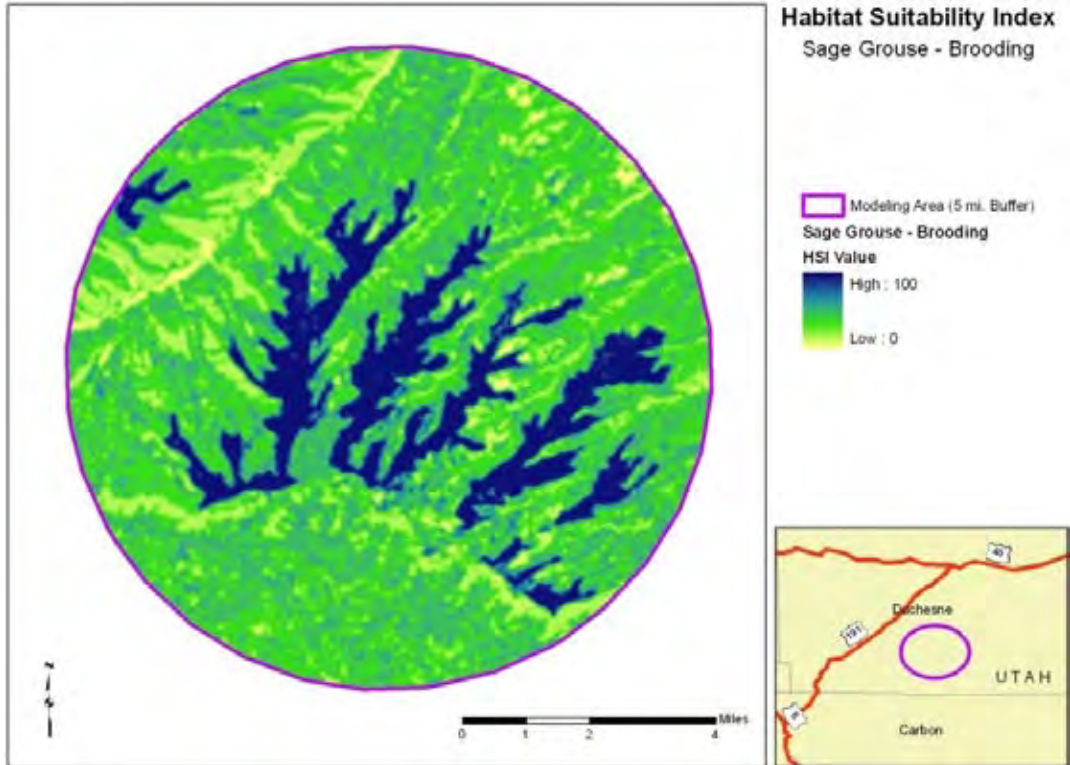 Habitat Suitability Index
Sage Grouse - Brooding
Modeling Area (5 mi. Buffer)
Sage Grouse - Brooding
HSI Value
High : 100
Low : 0
40
Duchesne
191
UTAH
6
Carbon
Miles
0 1 2 4